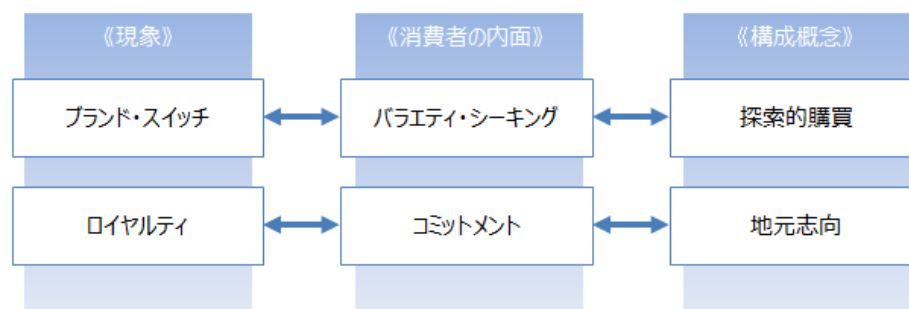 《現象》
《消費者の内面》
《構成概念》
ブランド・スイッチ
バラエティ・シーキング
探索的購買
ロイヤルティ
コミットメント
地元志向